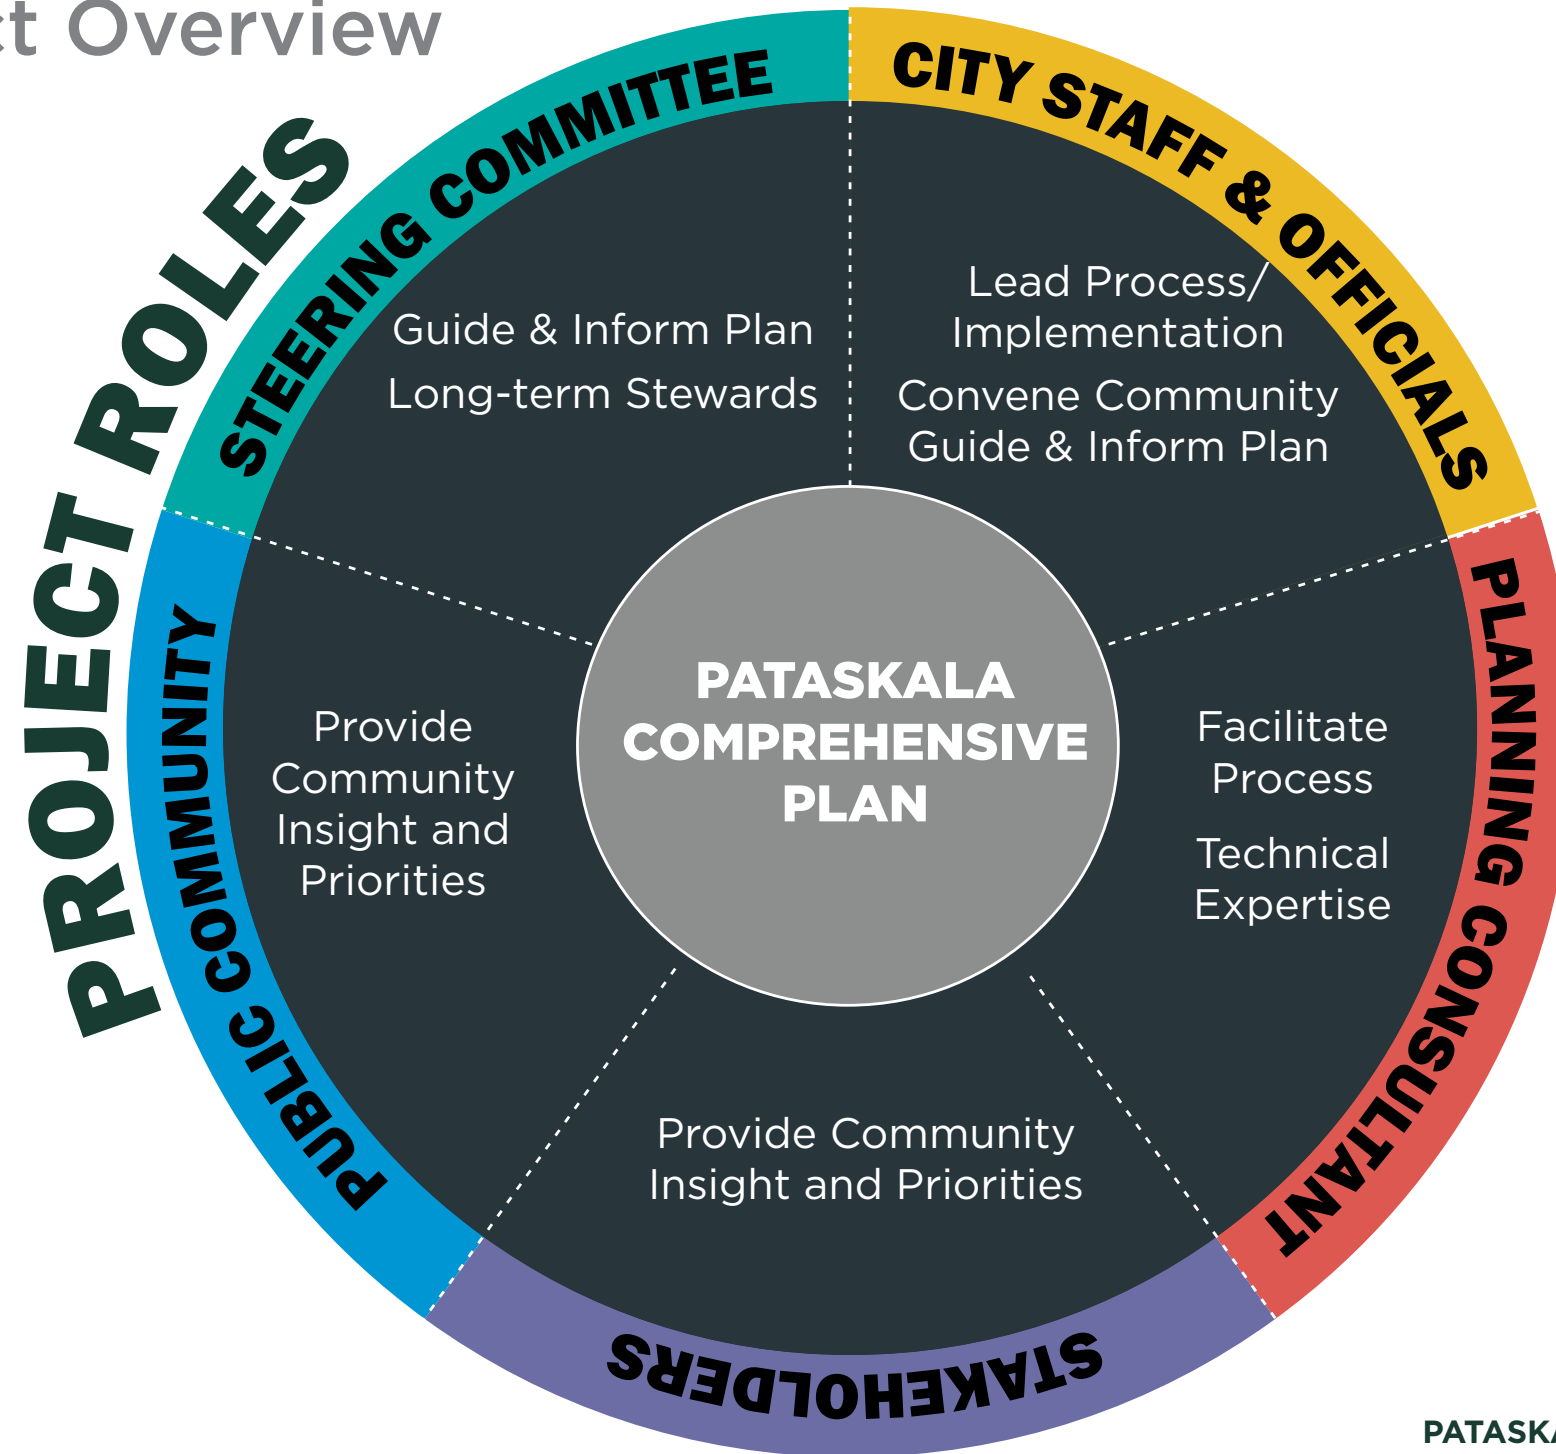 ct Overview
PROJECT ROLES
STEERING COMMITTEE
Guide & Inform Plan
Long-term Stewards
CITY STAFF & OFFICIALS
Lead Process/
Implementation
Convene Community
Guide & Inform Plan
PLANNING CONSULTANT
Facilitate
Process
Technical
Expertise
STAKEHOLDERS
Provide Community
Insight and Priorities
PUBLIC COMMUNITY
Provide
Community
Insight and
Priorities
PATASKALA
COMPREHENSIVE
PLAN
PATASKA